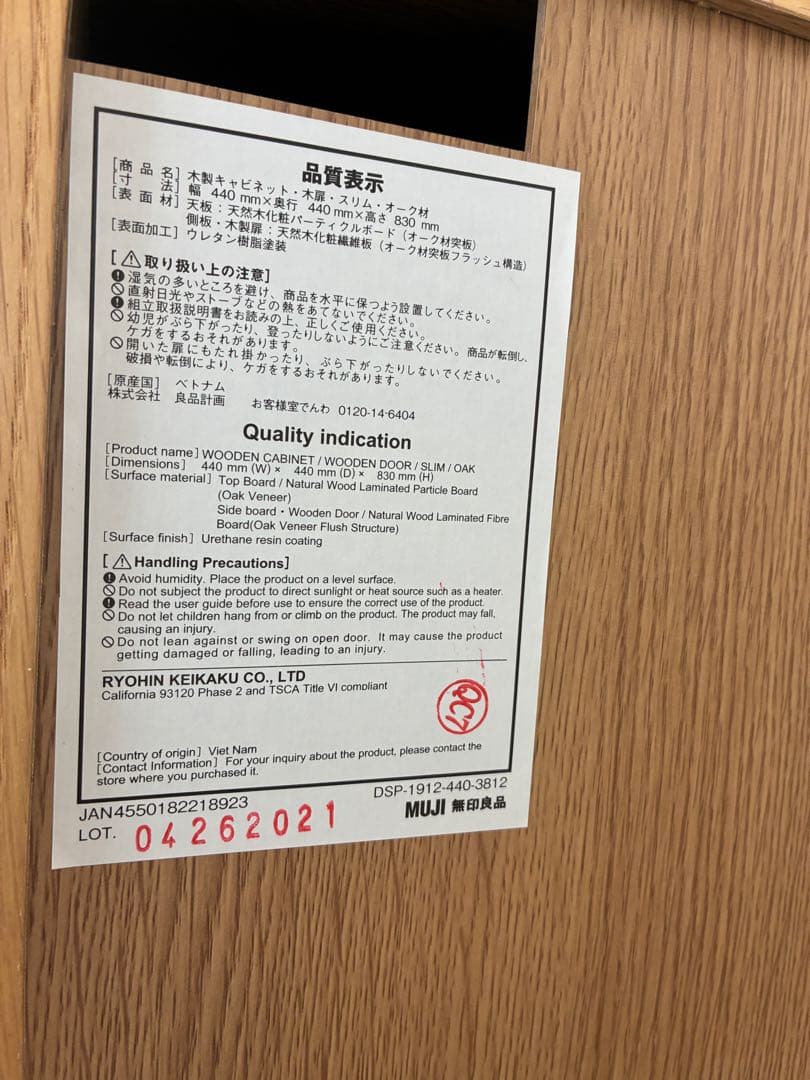 品質表示
[商 品 名] 木製キャビネット・木扉・スリム・オーク材
[寸 法] 幅 440 mm×奥行 440 mm×高さ 830 mm
[表 面 材] 天板：天然木化粧パーティクルボード（オーク材突板）
側板・木製扉：天然木化粧繊維板（オーク材突板フラッシュ構造）
[表面加工] ウレタン樹脂塗装
[⚠取り扱い上の注意]
湿気の多いところを避け、商品を水平に保つよう設置してください。
直射日光やストーブなどの熱をあてないでください。
組立取扱説明書をお読みの上、正しくご使用ください。
幼児がぶら下がったり、登ったりしないようにご注意ください。商品が転倒し、
ケガをするおそれがあります。
開いた扉にもたれ掛かったり、ぶら下がったりしないでください。
破損や転倒により、ケガをするおそれがあります。
[原産国] ベトナム
株式会社 良品計画 お客様室でんわ 0120-14-6404
Quality indication
[Product name] WOODEN CABINET / WOODEN DOOR / SLIM / OAK
[Dimensions] 440 mm (W) × 440 mm (D) × 830 mm (H)
[Surface material] Top Board / Natural Wood Laminated Particle Board
(Oak Veneer)
Side board・Wooden Door / Natural Wood Laminated Fibre
Board(Oak Veneer Flush Structure)
[Surface finish] Urethane resin coating
[⚠Handling Precautions]
Avoid humidity. Place the product on a level surface.
Do not subject the product to direct sunlight or heat source such as a heater.
Read the user guide before use to ensure the correct use of the product.
Do not let children hang from or climb on the product. The product may fall,
causing an injury.
Do not lean against or swing on open door. It may cause the product
getting damaged or falling, leading to an injury.
RYOHIN KEIKAKU CO., LTD
California 93120 Phase 2 and TSCA Title VI compliant
QC7
[Country of origin] Viet Nam
[Contact Information] For your inquiry about the product, please contact the
store where you purchased it.
DSP-1912-440-3812
JAN4550182218923
MUJI 無印良品
LOT. 04262021